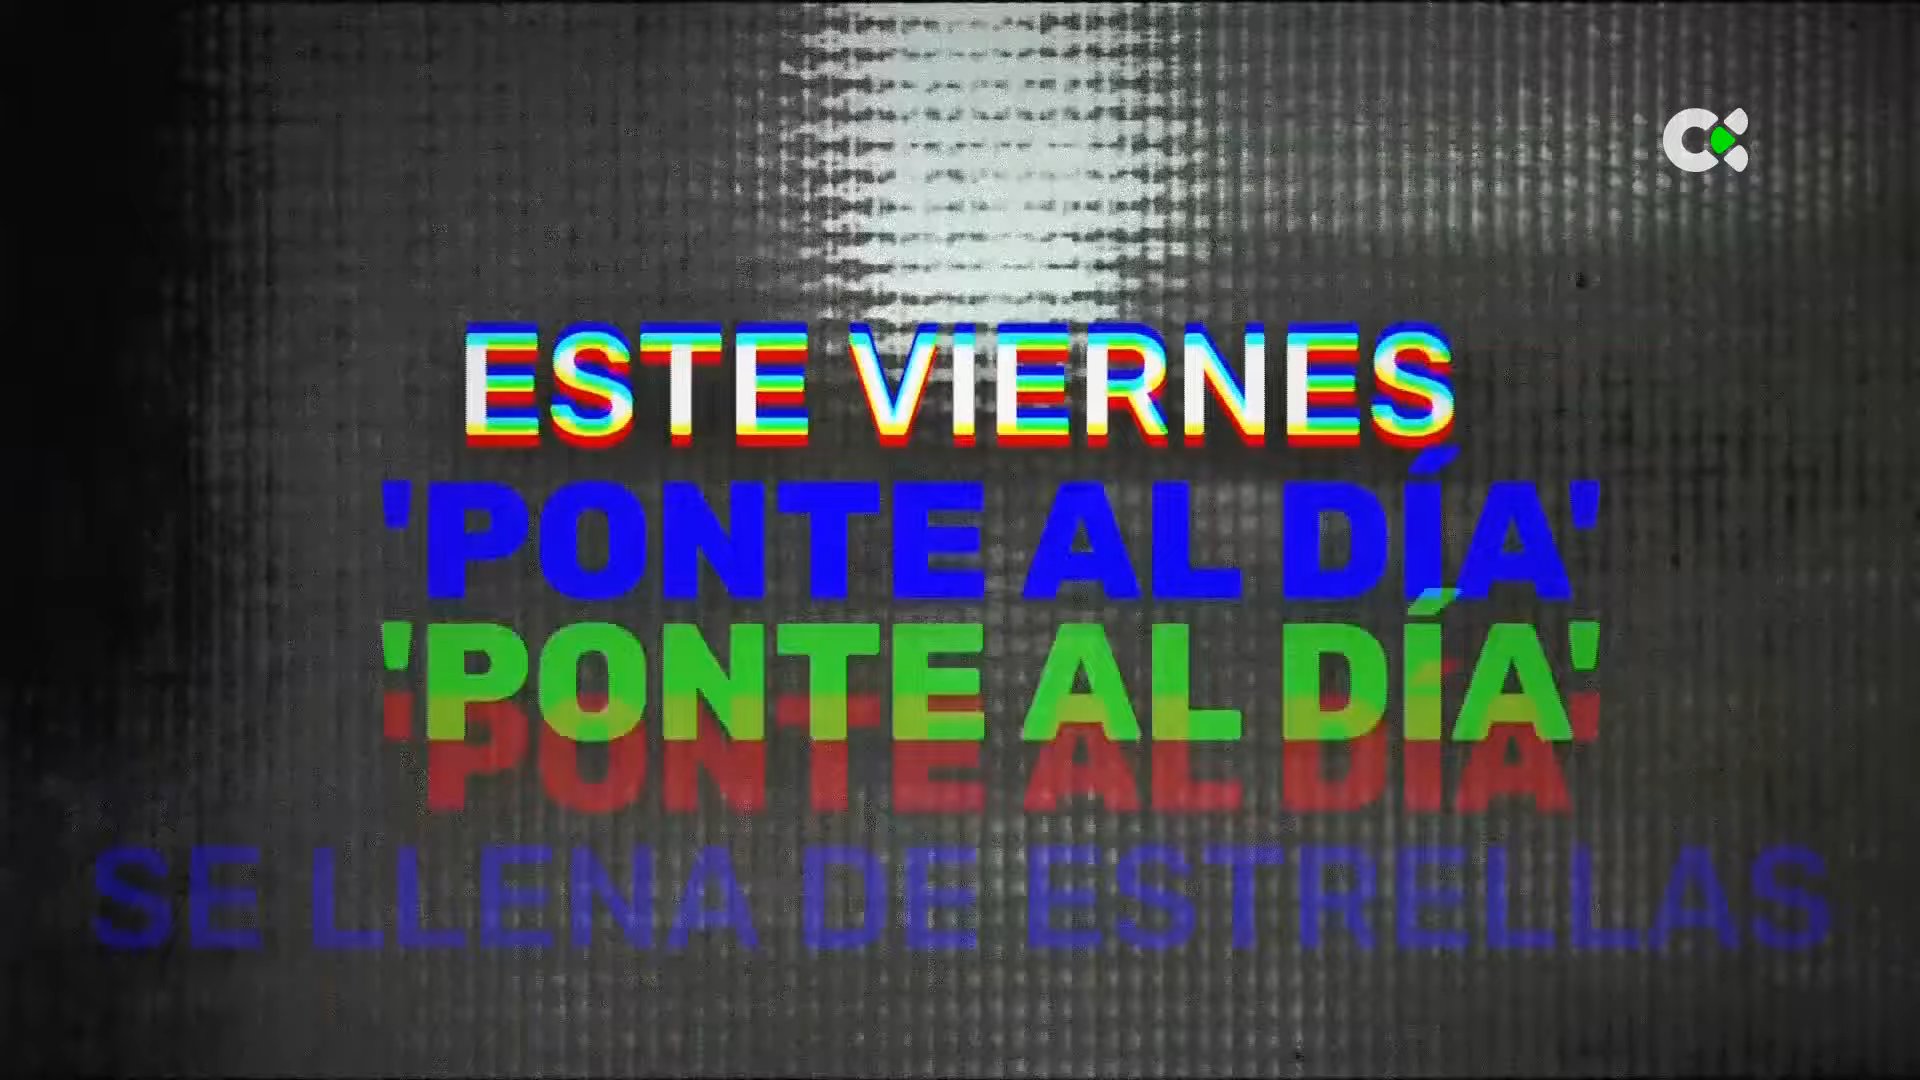 ESTE VIERNES
'PONTE AL DÍA'
'PONTE AL DÍA'
'PONTE AL DÍA'
SE LLENA DE ESTRELLAS